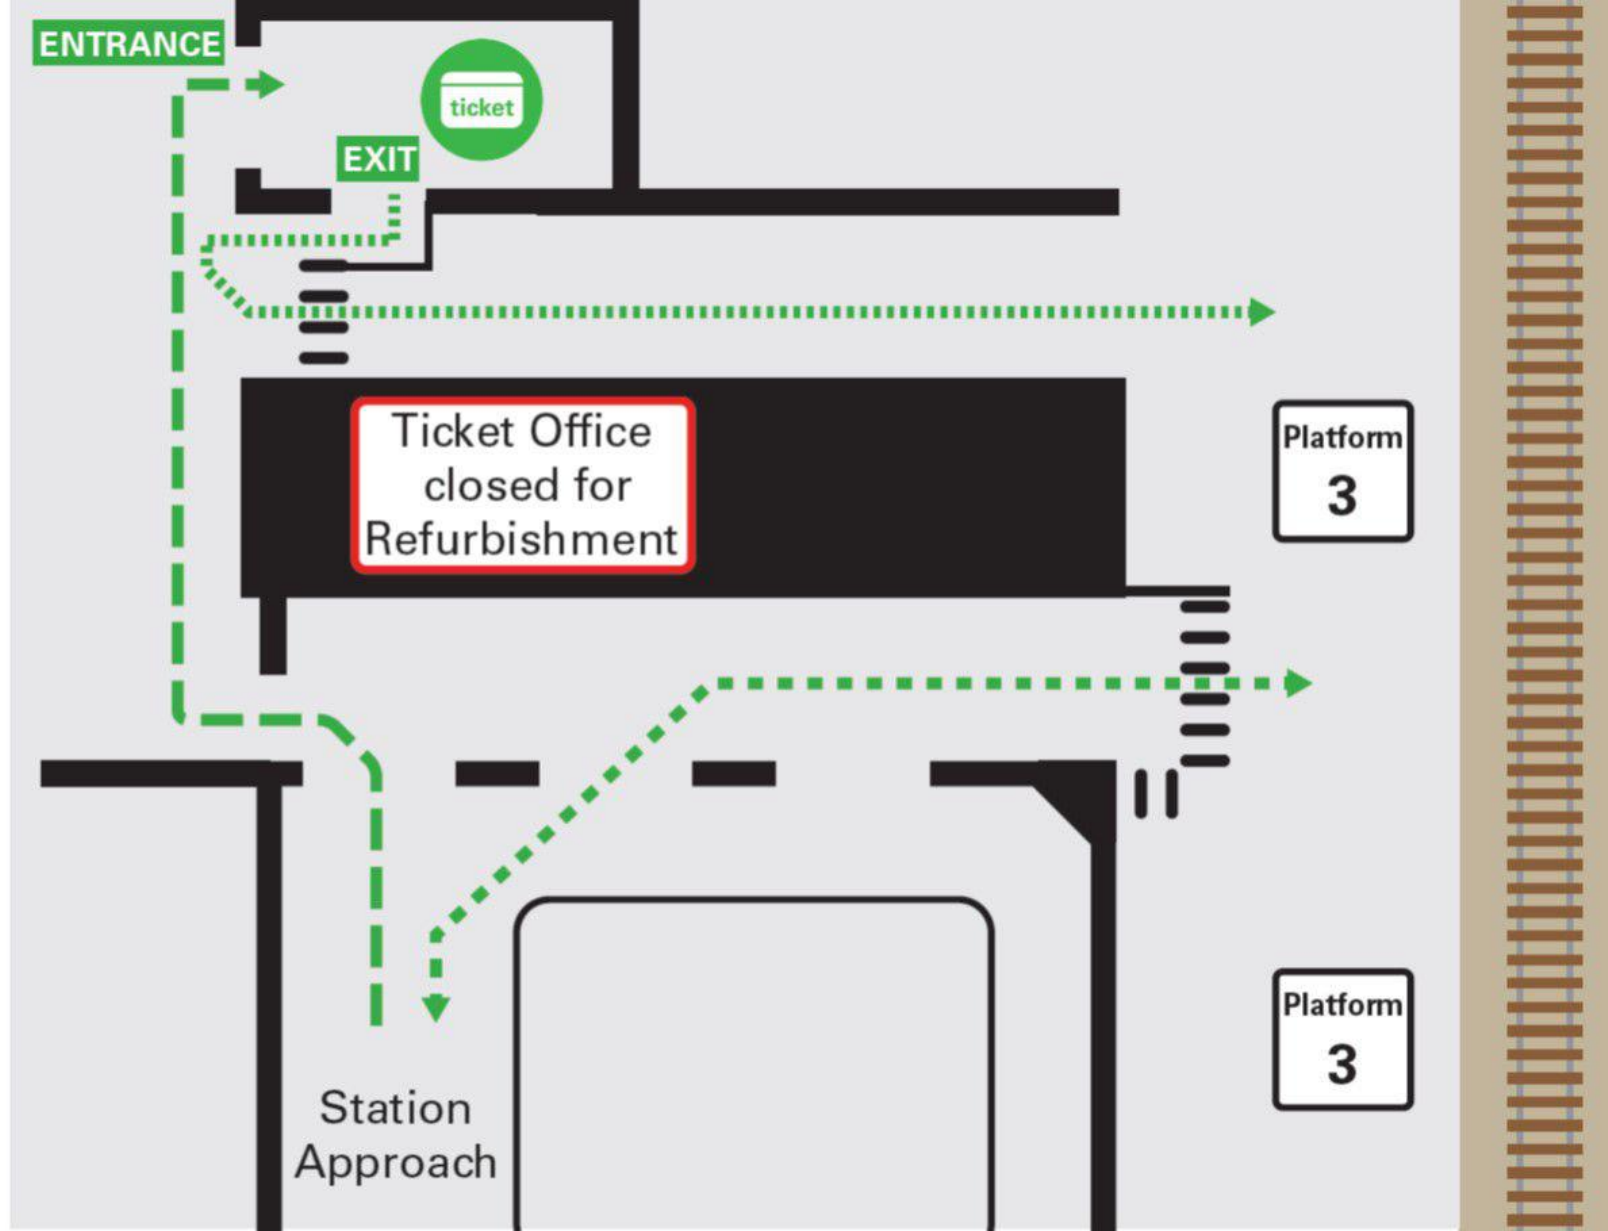 ENTRANCE
ticket
EXIT
Ticket Office
closed for
Refurbishment
Platform
3
Platform
3
Station
Approach